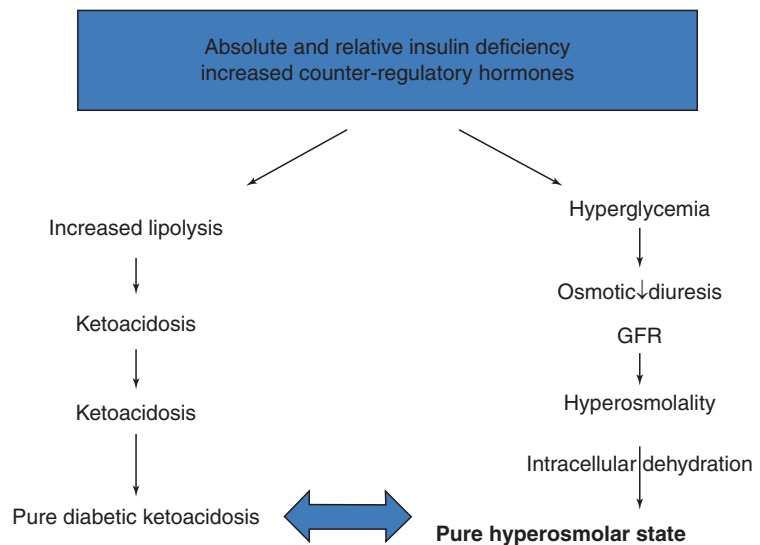 Absolute and relative insulin deficiency
increased counter-regulatory hormones
Increased lipolysis
Ketoacidosis
Ketoacidosis
Pure diabetic ketoacidosis
Hyperglycemia
Osmotic↓diuresis
GFR
Hyperosmolality
Intracellular dehydration
Pure hyperosmolar state